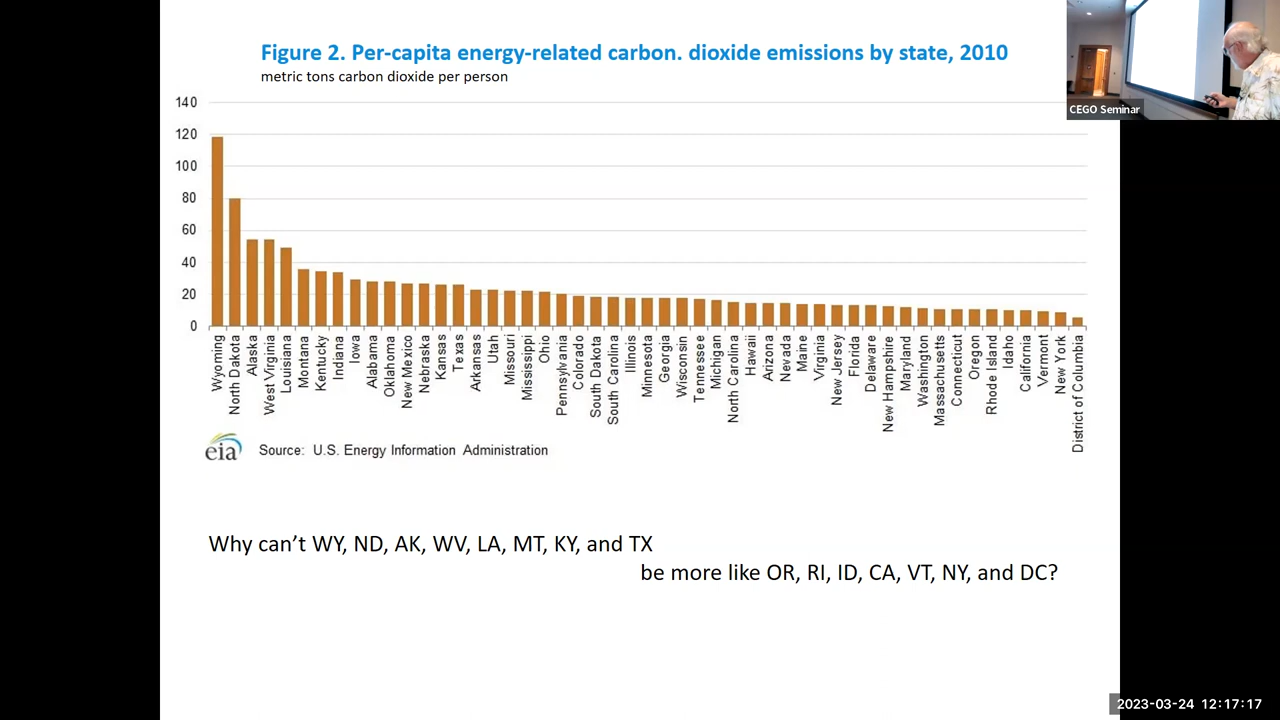 Figure 2. Per-capita energy-related carbon. dioxide emissions by state, 2010
metric tons carbon dioxide per person
CEGO Seminar
140
120
100
80
60
40
20
0
Wyoming
North Dakota
Alaska
West Virginia
Louisiana
Montana
Kentucky
Indiana
Iowa
Alabama
Oklahoma
New Mexico
Nebraska
Kansas
Texas
Arkansas
Utah
Missouri
Mississippi
Ohio
Pennsylvania
Colorado
South Dakota
South Carolina
Illinois
Minnesota
Georgia
Wisconsin
Tennessee
Michigan
North Carolina
Hawaii
Arizona
Nevada
Maine
Virginia
New Jersey
Florida
Delaware
New Hampshire
Maryland
Washington
Massachusetts
Connecticut
Oregon
Rhode Island
Idaho
California
Vermont
New York
District of Columbia
eia
Source: U.S. Energy Information Administration
Why can't WY, ND, AK, WV, LA, MT, KY, and TX
be more like OR, RI, ID, CA, VT, NY, and DC?
2023-03-24 12:17:17